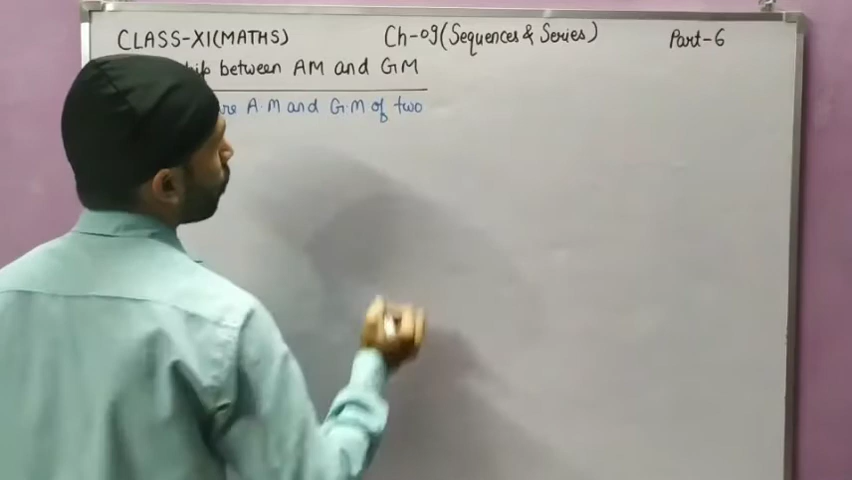 CLASS-XI(MATHS) Ch-09(Sequences & Series) Part-6
between AM and GM
A.M and G.M of two